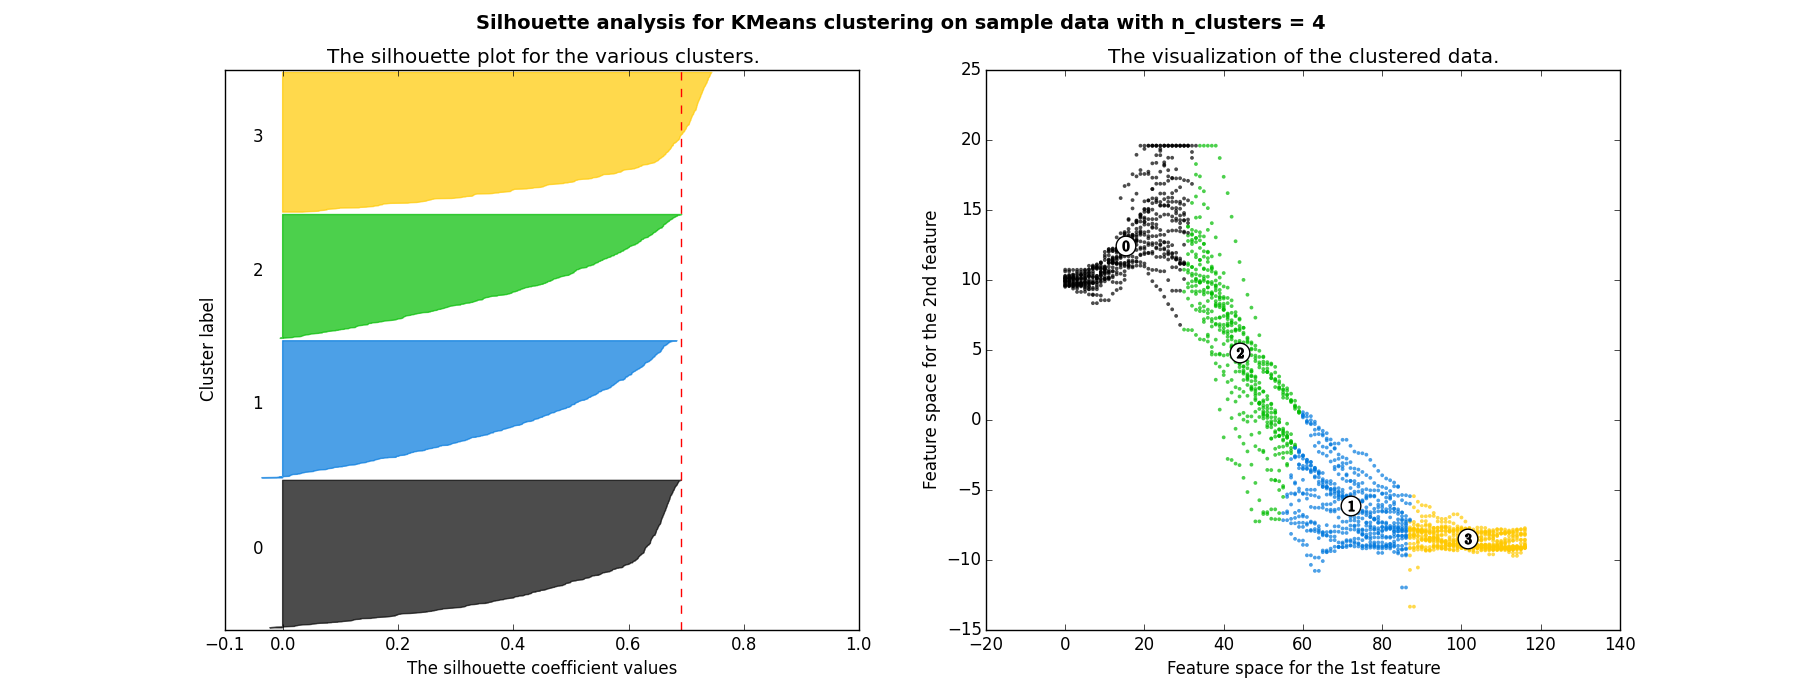 Silhouette analysis for KMeans clustering on sample data with n_clusters = 4
The silhouette plot for the various clusters.
3
2
1
0
Cluster label
−0.1 0.0 0.2 0.4 0.6 0.8 1.0
The silhouette coefficient values
The visualization of the clustered data.
25
20
15
10
5
0
−5
−10
−15
Feature space for the 2nd feature
0
2
1
3
−20 0 20 40 60 80 100 120 140
Feature space for the 1st feature